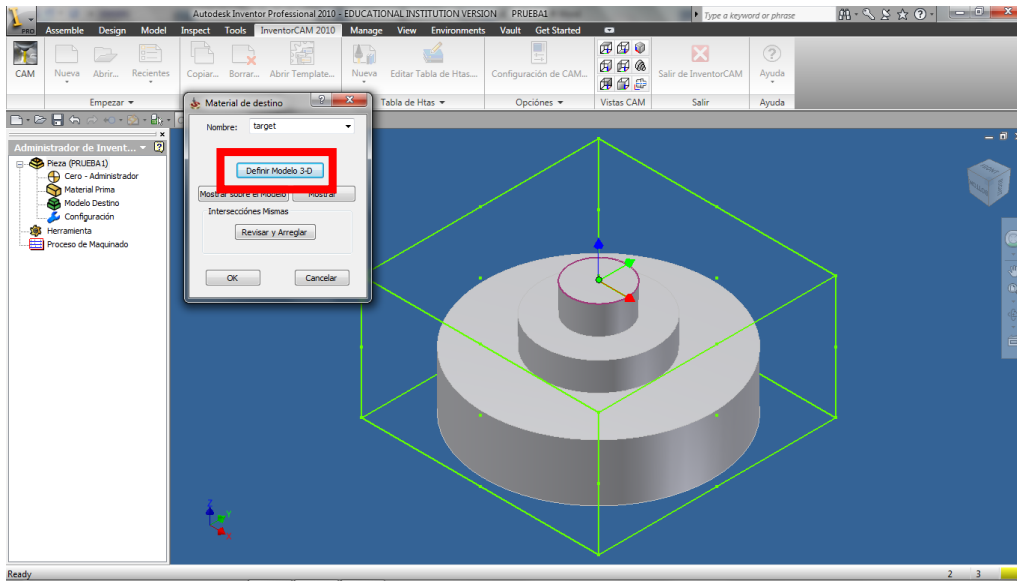 Autodesk Inventor Professional 2010 - EDUCATIONAL INSTITUTION VERSION PRUEBA1
Type a keyword or phrase
PRO
Assemble Design Model Inspect Tools InventorCAM 2010 Manage View Environments Vault Get Started
CAM Nueva Abrir... Recientes Copiar... Borrar... Abrir Template... Nueva Editar Tabla de Htas.... Configuración de CAM... Salir de InventorCAM Ayuda
Empezar Tabla de Htas Opciónes Vistas CAM Salir Ayuda
Material de destino
Nombre: target
Definir Modelo 3-D
Mostrar sobre el Modelo Mostrar
Intersecciónes Mismas
Revisar y Arreglar
OK Cancelar
Administrador de Invent...
Pieza (PRUEBA1)
Cero - Administrador
Material Prima
Modelo Destino
Configuración
Herramienta
Proceso de Maquinado
Z
Y
X
Ready
2 3